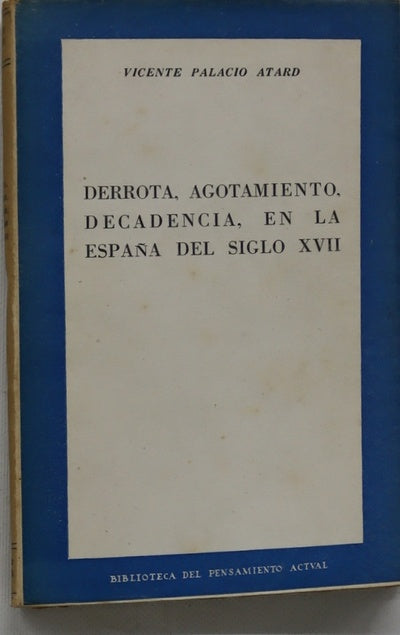 VICENTE PALACIO ATARD
DERROTA, AGOTAMIENTO,
DECADENCIA, EN LA
ESPAÑA DEL SIGLO XVII
BIBLIOTECA DEL PENSAMIENTO ACTVAL